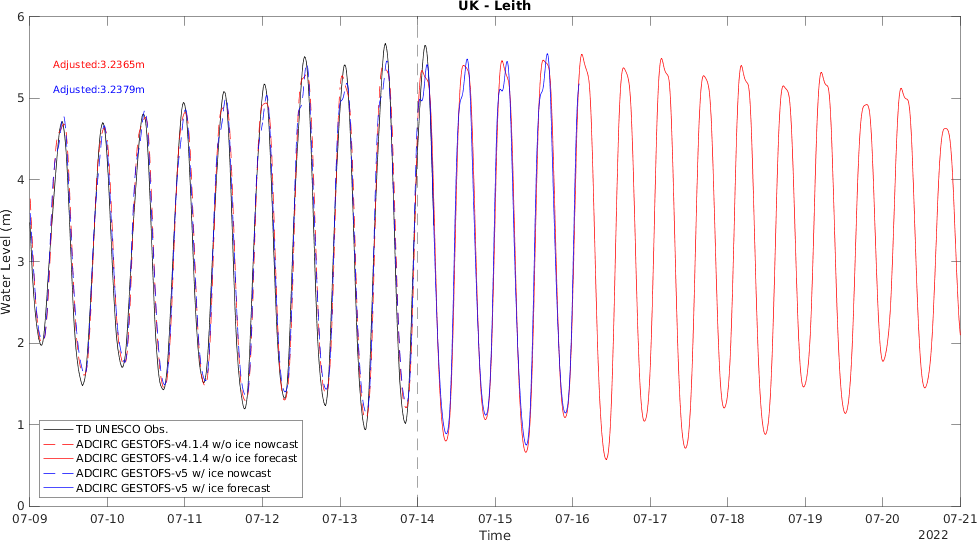 UK - Leith
6
5
4
3
2
1
0
Water Level (m)
Adjusted:3.2365m
Adjusted:3.2379m
TD UNESCO Obs.
ADCIRC GESTOFS-v4.1.4 w/o ice nowcast
ADCIRC GESTOFS-v4.1.4 w/o ice forecast
ADCIRC GESTOFS-v5 w/ ice nowcast
ADCIRC GESTOFS-v5 w/ ice forecast
07-09 07-10 07-11 07-12 07-13 07-14 07-15 07-16 07-17 07-18 07-19 07-20 07-21
Time
2022